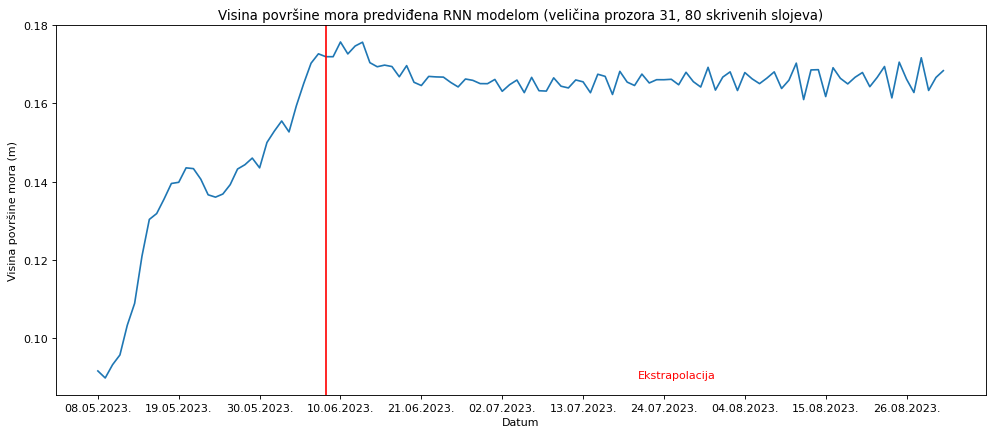 Visina površine mora predviđena RNN modelom (veličina prozora 31, 80 skrivenih slojeva)
Visina površine mora (m)
0.18
0.16
0.14
0.12
0.10
Ekstrapolacija
08.05.2023. 19.05.2023. 30.05.2023. 10.06.2023. 21.06.2023. 02.07.2023. 13.07.2023. 24.07.2023. 04.08.2023. 15.08.2023. 26.08.2023.
Datum